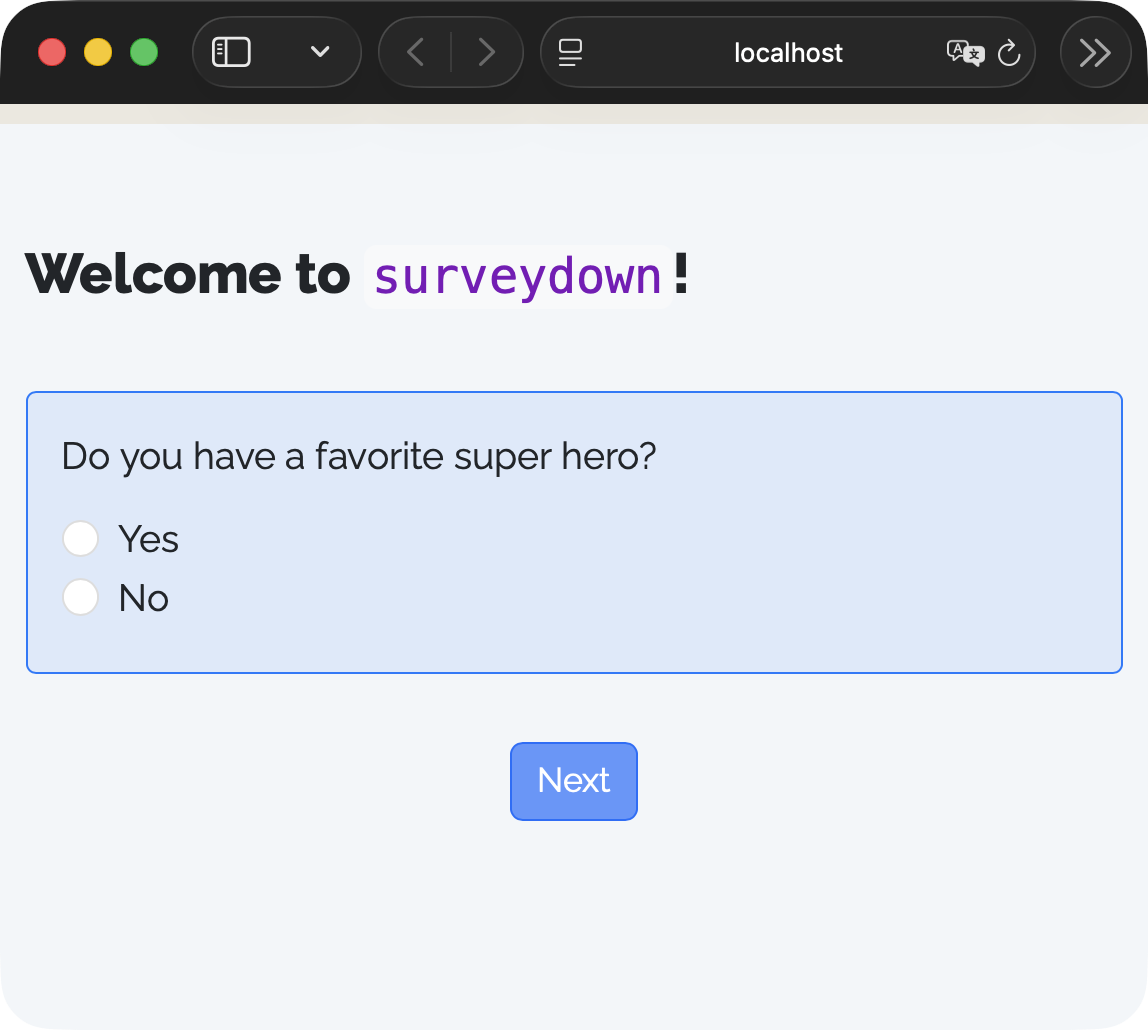 localhost
Welcome to surveydown!
Do you have a favorite super hero?
Yes
No
Next